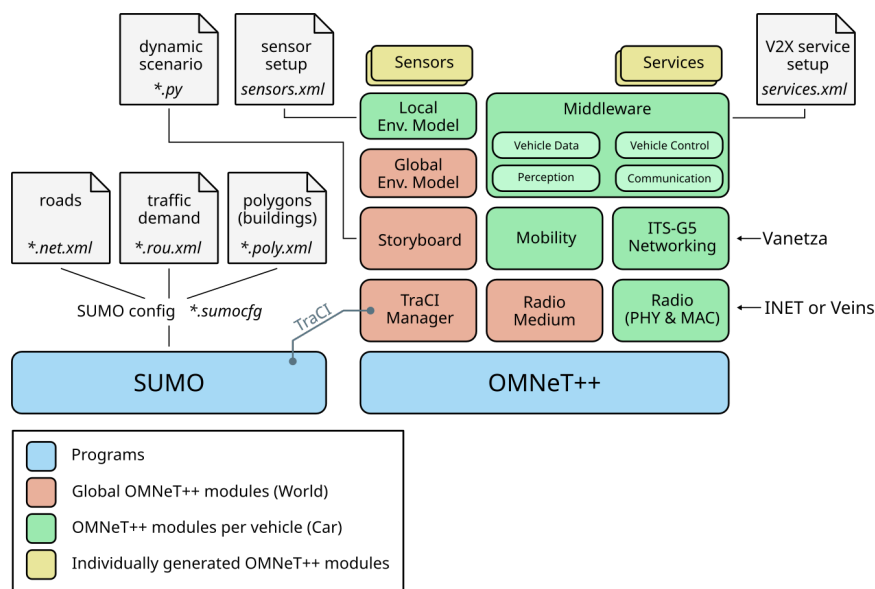 dynamic
scenario
*.py
sensor
setup
sensors.xml
Sensors
Services
V2X service
setup
services.xml
Local
Env. Model
Middleware
Vehicle Data
Vehicle Control
Perception
Communication
Global
Env. Model
roads
*.net.xml
traffic
demand
*.rou.xml
polygons
(buildings)
*.poly.xml
Storyboard
Mobility
ITS-G5
Networking
Vanetza
SUMO config *.sumocfg
TraCI
TraCI
Manager
Radio
Medium
Radio
(PHY & MAC)
INET or Veins
SUMO
OMNeT++
Programs
Global OMNeT++ modules (World)
OMNeT++ modules per vehicle (Car)
Individually generated OMNeT++ modules